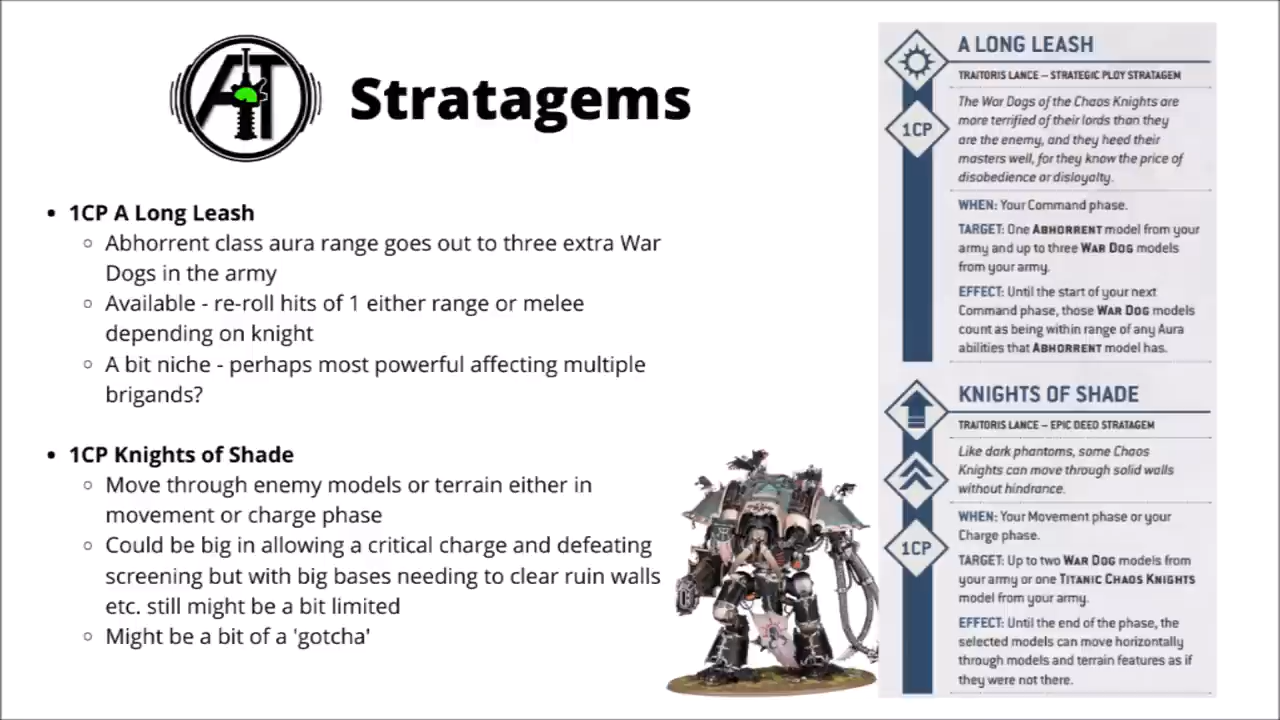 AT
Stratagems
• 1CP A Long Leash
○ Abhorrent class aura range goes out to three extra War
Dogs in the army
○ Available - re-roll hits of 1 either range or melee
depending on knight
○ A bit niche - perhaps most powerful affecting multiple
brigands?
• 1CP Knights of Shade
○ Move through enemy models or terrain either in
movement or charge phase
○ Could be big in allowing a critical charge and defeating
screening but with big bases needing to clear ruin walls
etc. still might be a bit limited
○ Might be a bit of a 'gotcha'
A LONG LEASH
TRAITORIS LANCE – STRATEGIC PLOY STRATAGEM
1CP
The War Dogs of the Chaos Knights are
more terrified of their lords than they
are the enemy, and they heed their
masters well, for they know the price of
disobedience or disloyalty.
WHEN: Your Command phase.
TARGET: One ABHORRENT model from your
army and up to three WAR DOG models
from your army.
EFFECT: Until the start of your next
Command phase, those WAR DOG models
count as being within range of any Aura
abilities that ABHORRENT model has.
KNIGHTS OF SHADE
TRAITORIS LANCE – EPIC DEED STRATAGEM
Like dark phantoms, some Chaos
Knights can move through solid walls
without hindrance.
1CP
WHEN: Your Movement phase or your
Charge phase.
TARGET: Up to two WAR DOG models from
your army or one TITANIC CHAOS KNIGHTS
model from your army.
EFFECT: Until the end of the phase, the
selected models can move horizontally
through models and terrain features as if
they were not there.